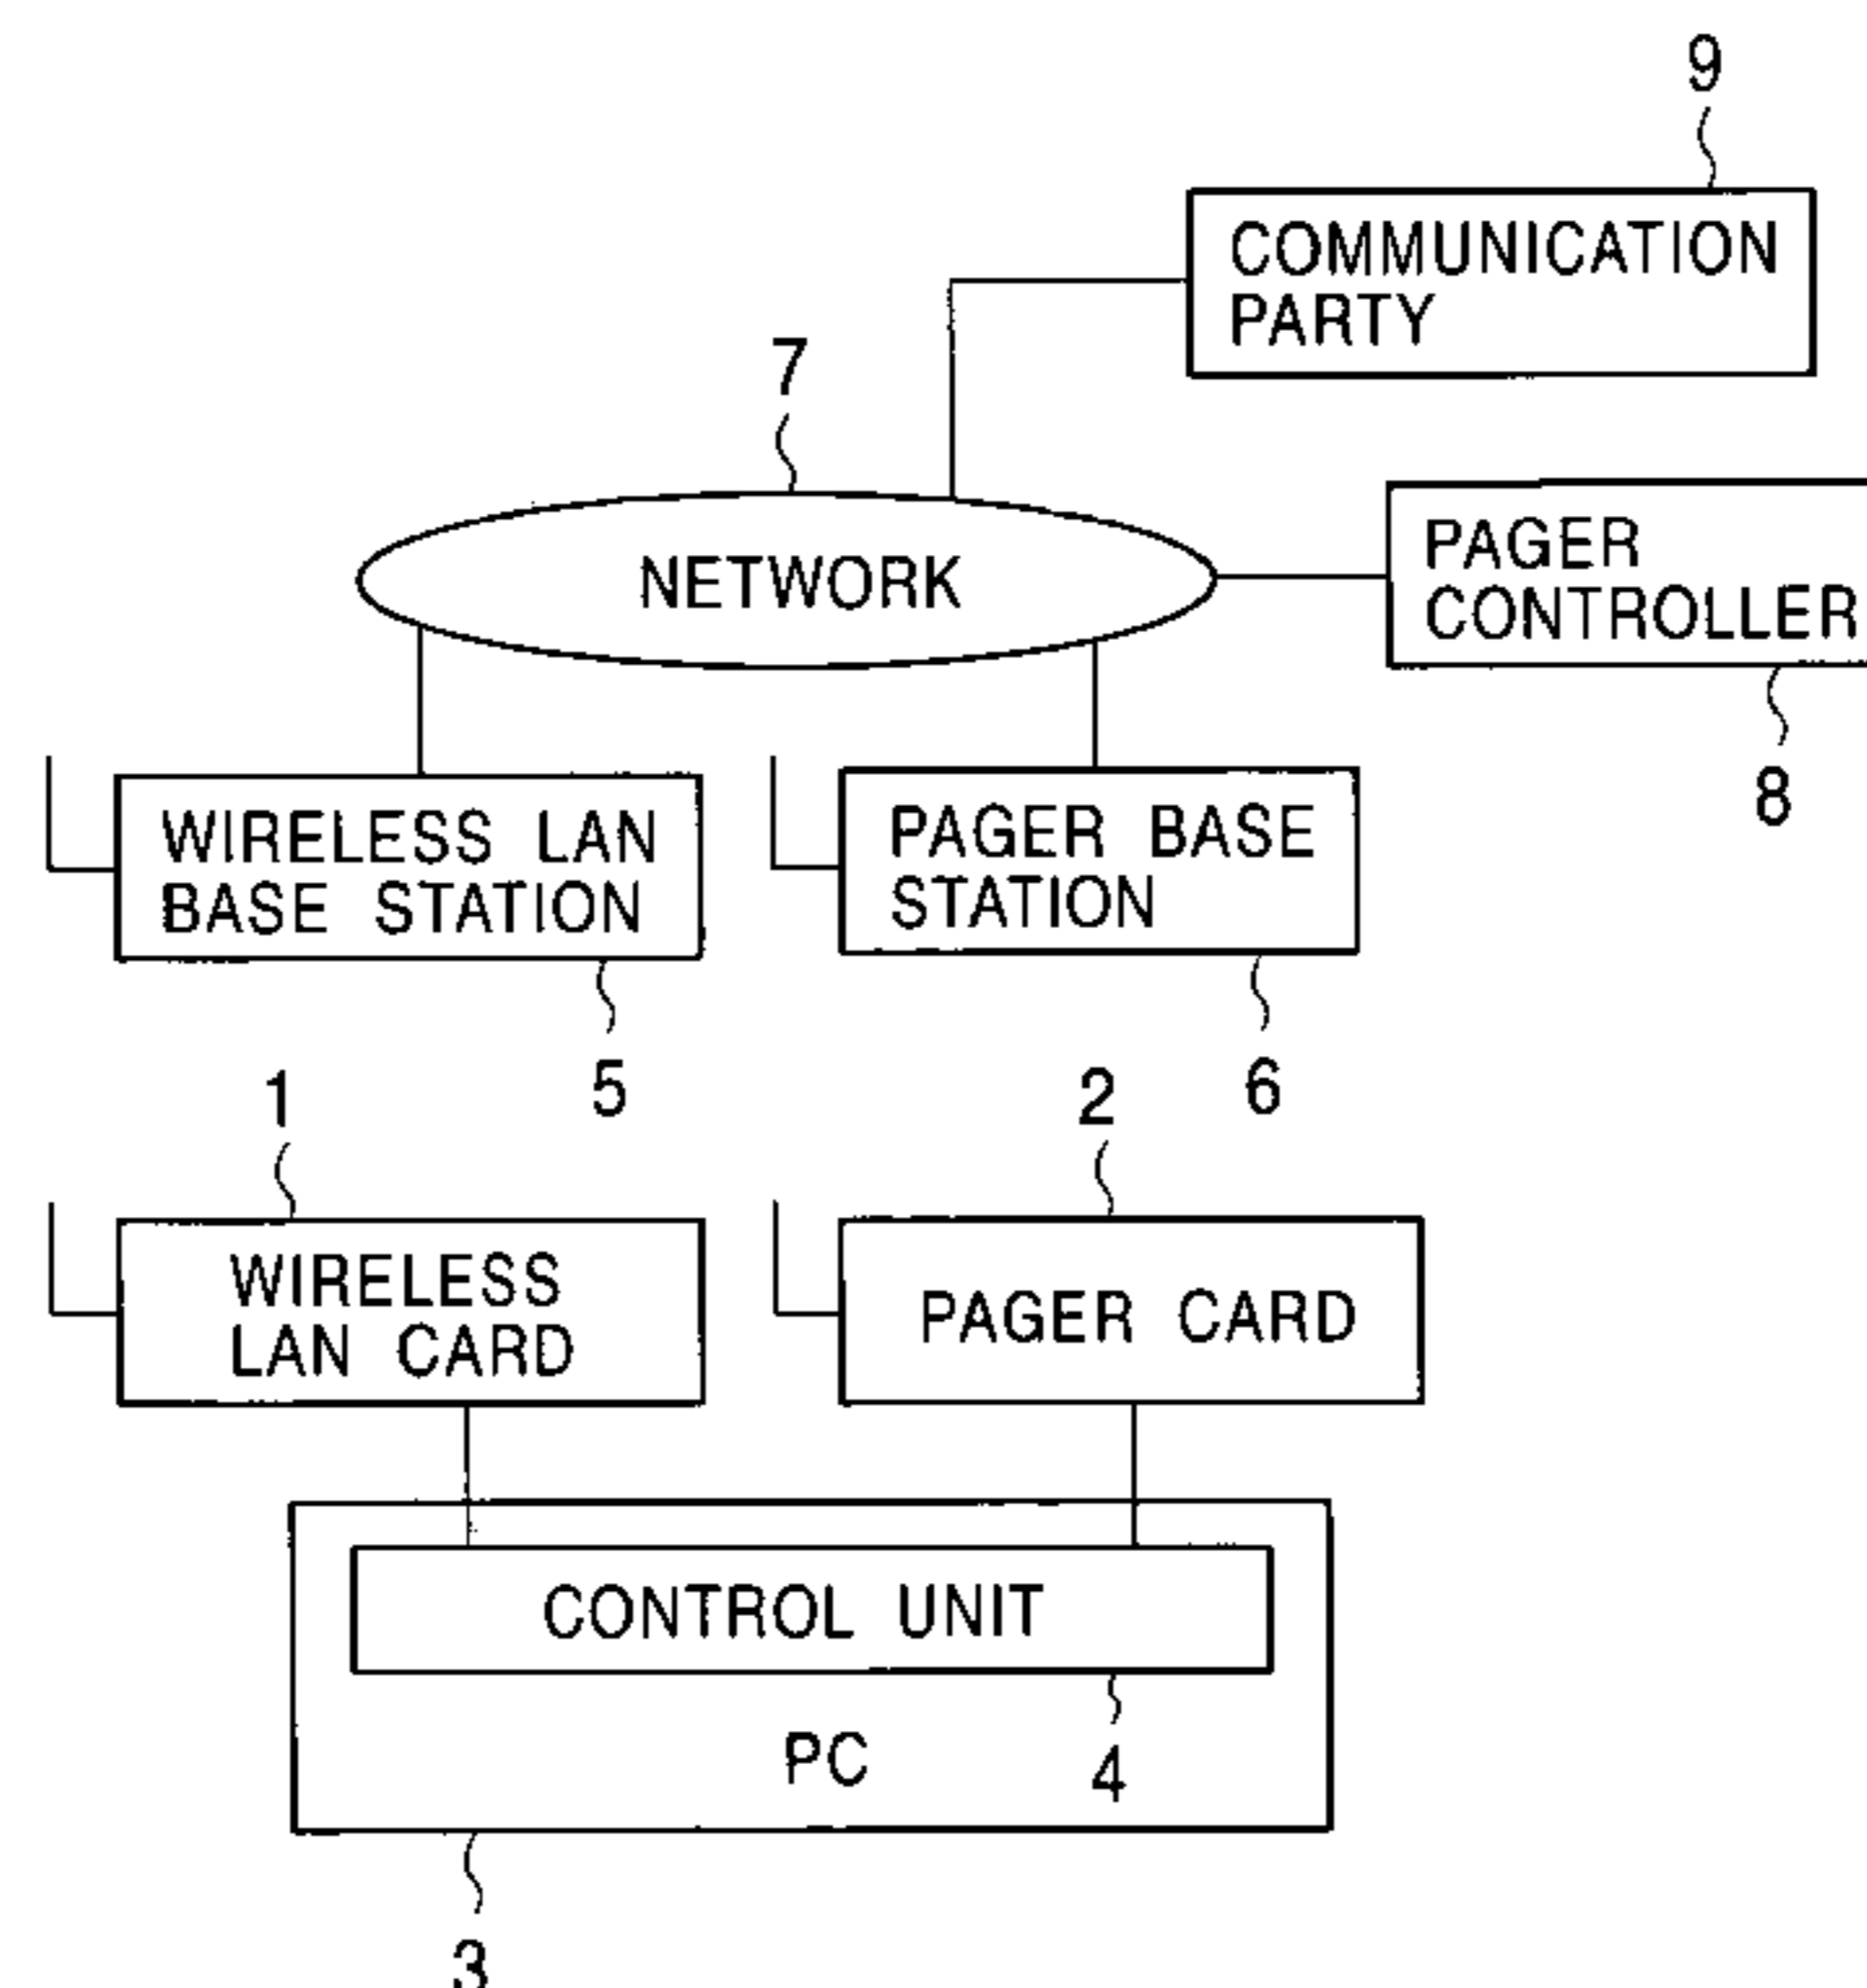 9
COMMUNICATION
PARTY
7
NETWORK
PAGER
CONTROLLER
8
WIRELESS LAN
BASE STATION
PAGER BASE
STATION
5
6
1
2
WIRELESS
LAN CARD
PAGER CARD
CONTROL UNIT
PC
4
3